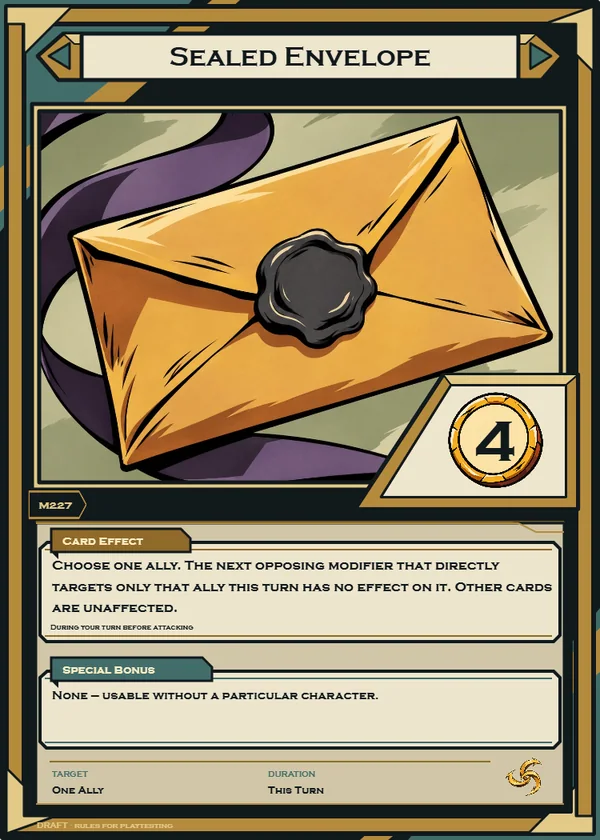 Sealed Envelope
4
M227
Card Effect
Choose one ally. The next opposing modifier that directly
targets only that ally this turn has no effect on it. Other cards
are unaffected.
During your turn before attacking
Special Bonus
None – usable without a particular character.
Target
Duration
One Ally
This Turn
DRAFT · Rules for playtesting